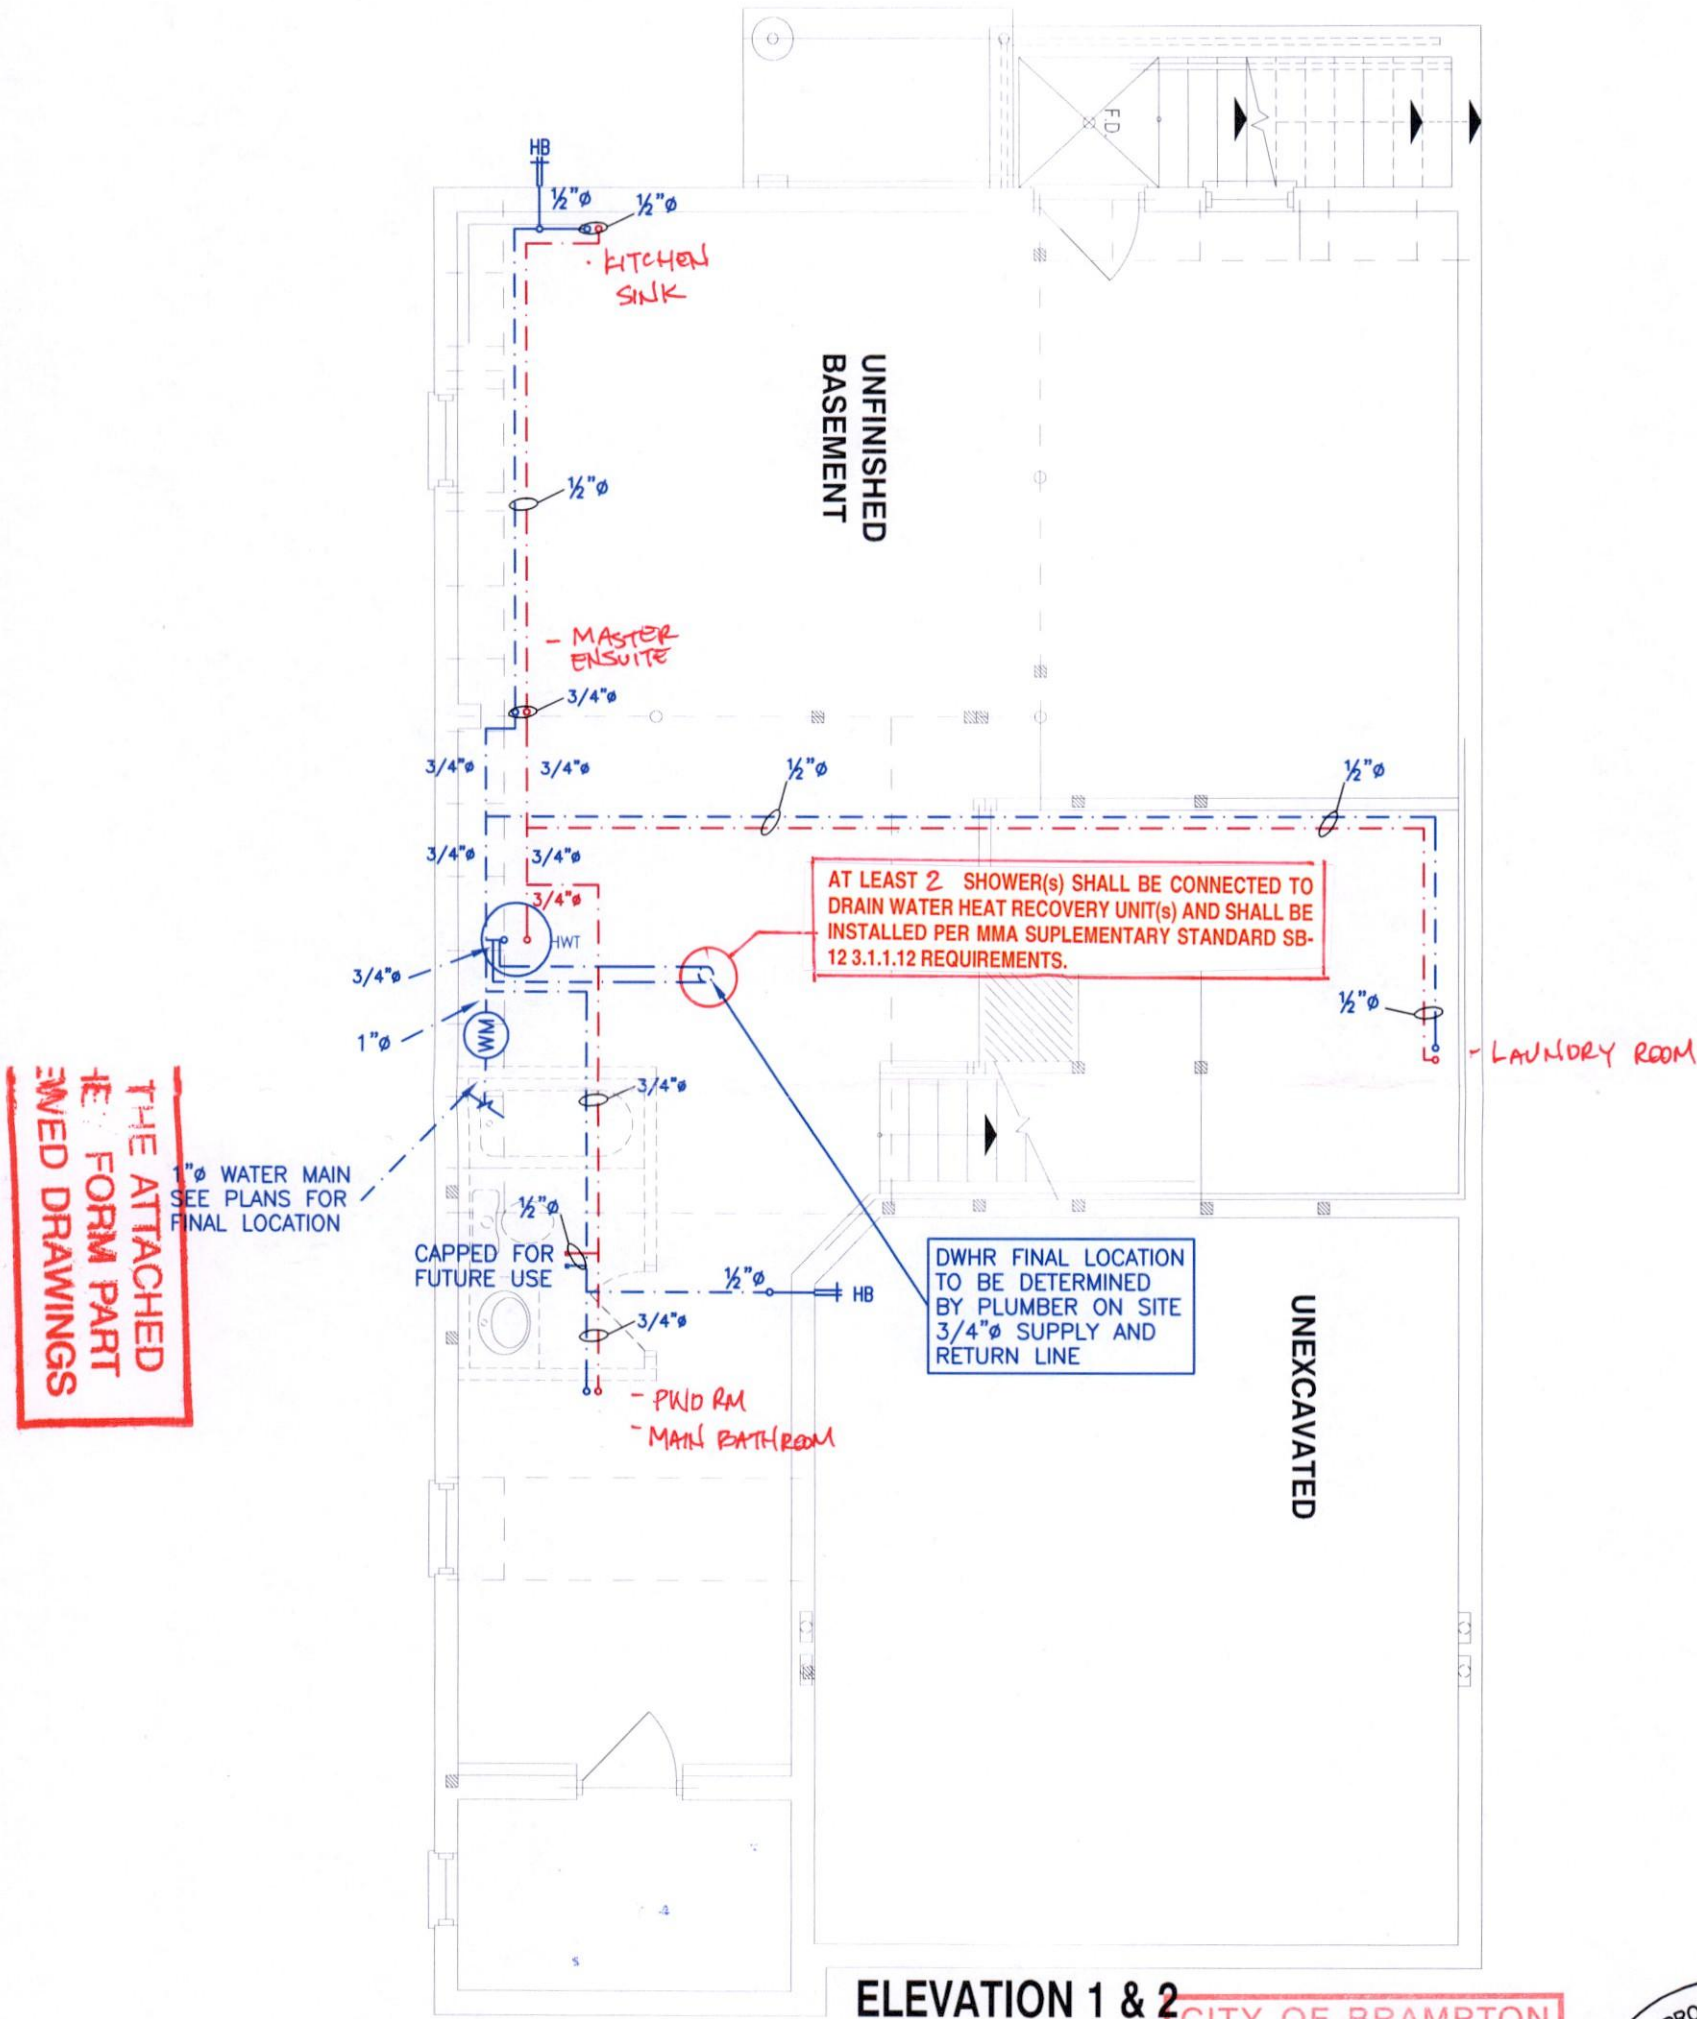 F.D.
HB
½"ø
½"ø
- KITCHEN
SINK
UNFINISHED
BASEMENT
½"ø
- MASTER
ENSUITE
3/4"ø
3/4"ø
3/4"ø
½"ø
½"ø
3/4"ø
3/4"ø
3/4"ø
AT LEAST 2 SHOWER(s) SHALL BE CONNECTED TO
DRAIN WATER HEAT RECOVERY UNIT(s) AND SHALL BE
INSTALLED PER MMA SUPLEMENTARY STANDARD SB-
12 3.1.1.12 REQUIREMENTS.
HWT
3/4"ø
1"ø
WM
½"ø
- LAUNDRY ROOM
3/4"ø
THE ATTACHED
FORM PART
DRAWINGS
1"ø WATER MAIN
SEE PLANS FOR
FINAL LOCATION
½"ø
CAPPED FOR
FUTURE USE
½"ø
HB
3/4"ø
DWHR FINAL LOCATION
TO BE DETERMINED
BY PLUMBER ON SITE
3/4"ø SUPPLY AND
RETURN LINE
- PWD RM
- MAIN BATHROOM
UNEXCAVATED
ELEVATION 1 & 2
CITY OF BRAMPTON